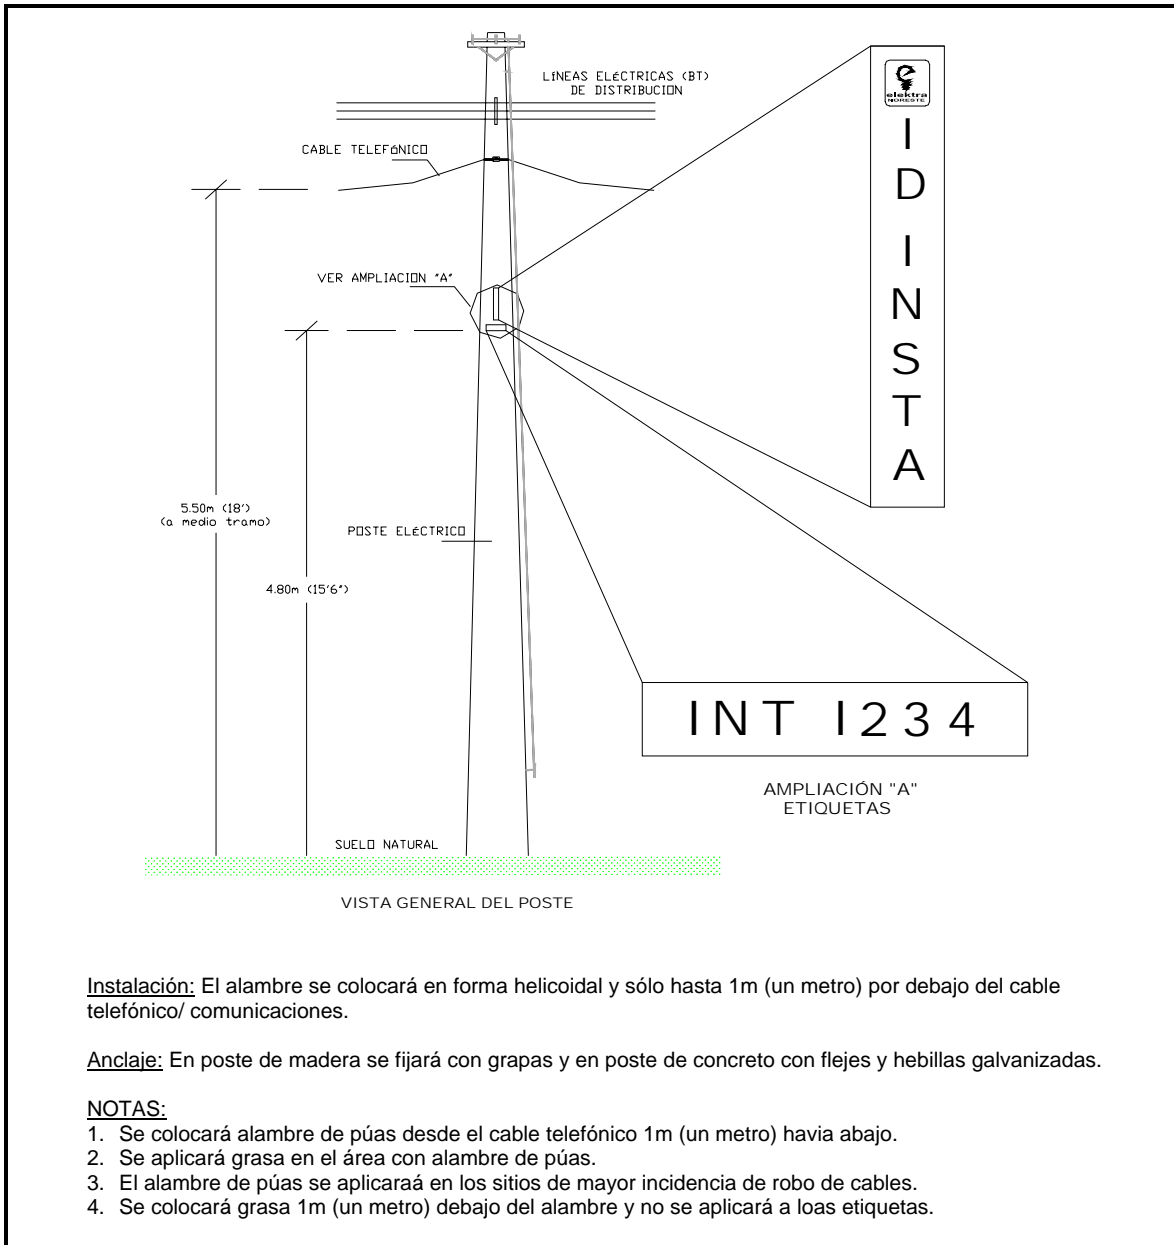 LíNEAS ELéCTRICAS (BT)
DE DISTRIBUCION
CABLE TELEFóNICO
VER AMPLIACION "A"
5.50m (18')
(a medio tramo)
POSTE ELéCTRICO
4.80m (15'6")
SUELO NATURAL
VISTA GENERAL DEL POSTE
elektra
NORESTE
I
D
I
N
S
T
A
INT 1234
AMPLIACIÓN "A"
ETIQUETAS
Instalación: El alambre se colocará en forma helicoidal y sólo hasta 1m (un metro) por debajo del cable
telefónico/ comunicaciones.
Anclaje: En poste de madera se fijará con grapas y en poste de concreto con flejes y hebillas galvanizadas.
NOTAS:
1. Se colocará alambre de púas desde el cable telefónico 1m (un metro) havia abajo.
2. Se aplicará grasa en el área con alambre de púas.
3. El alambre de púas se aplicaraá en los sitios de mayor incidencia de robo de cables.
4. Se colocará grasa 1m (un metro) debajo del alambre y no se aplicará a loas etiquetas.